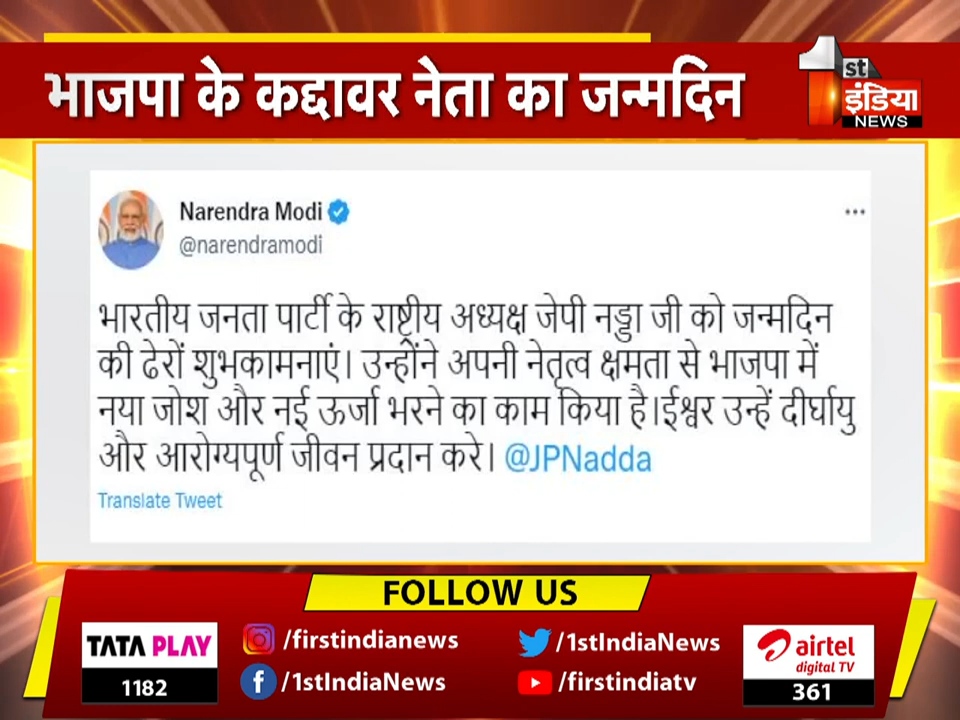 भाजपा के कद्दावर नेता का जन्मदिन
1st
इंडिया
NEWS
Narendra Modi
@narendramodi
भारतीय जनता पार्टी के राष्ट्रीय अध्यक्ष जेपी नड्डा जी को जन्मदिन
की ढेरों शुभकामनाएं। उन्होंने अपनी नेतृत्व क्षमता से भाजपा में
नया जोश और नई ऊर्जा भरने का काम किया है।ईश्वर उन्हें दीर्घायु
और आरोग्यपूर्ण जीवन प्रदान करे। @JPNadda
Translate Tweet
FOLLOW US
TATA PLAY
1182
/firstindianews
/1stIndiaNews
/1stIndiaNews
/firstindiatv
airtel
digital TV
361